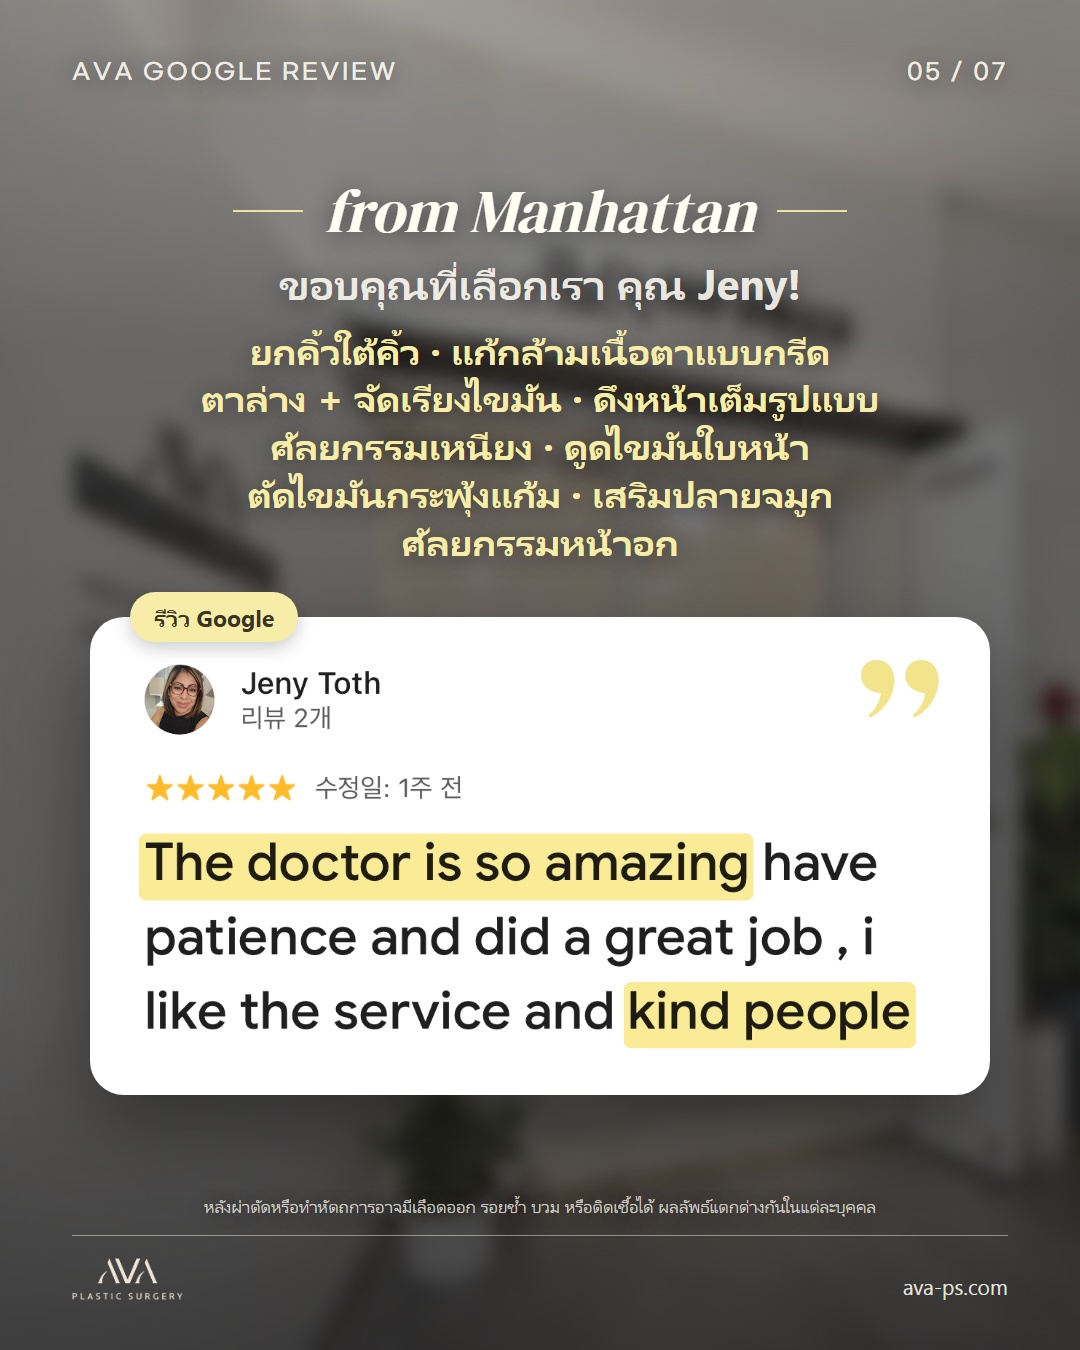 AVA GOOGLE REVIEW
05 / 07
from Manhattan
ขอบคุณที่เลือกเรา คุณ Jeny!
ยกคิ้วใต้คิ้ว · แก้กล้ามเนื้อตาแบบกรีด
ตาล่าง + จัดเรียงไขมัน · ดึงหน้าเต็มรูปแบบ
ศัลยกรรมเหนียง · ดูดไขมันใบหน้า
ตัดไขมันกระพุ้งแก้ม · เสริมปลายจมูก
ศัลยกรรมหน้าอก
รีวิว Google
Jeny Toth
리뷰 2개
수정일: 1주 전
The doctor is so amazing have
patience and did a great job , i
like the service and kind people
หลังผ่าตัดหรือทำหัตถการอาจมีเลือดออก รอยช้ำ บวม หรือติดเชื้อได้ ผลลัพธ์แตกต่างกันในแต่ละบุคคล
AVA
PLASTIC SURGERY
ava-ps.com